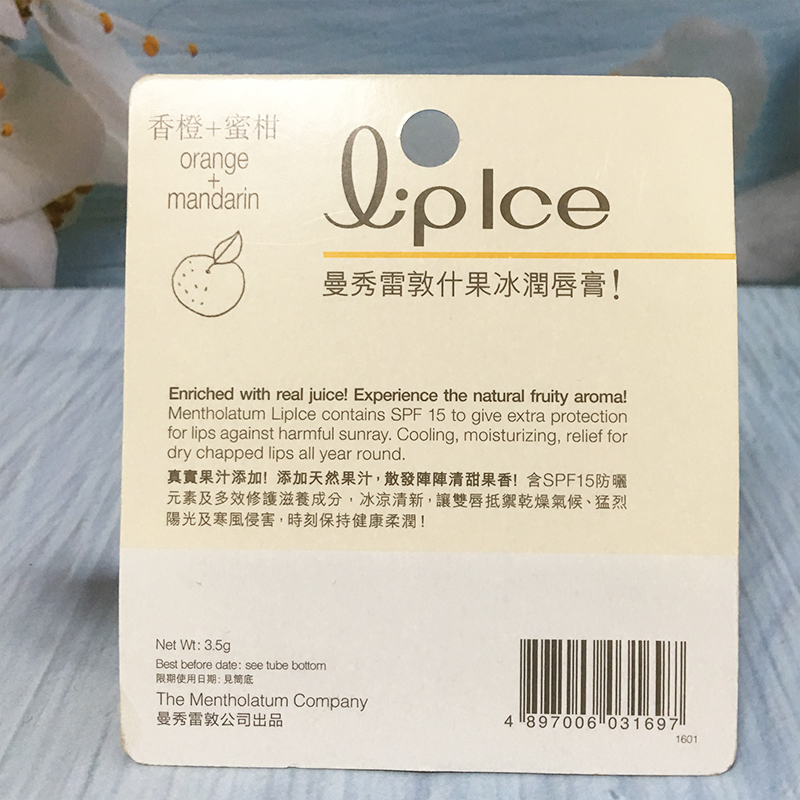 香橙+蜜柑
orange
+
mandarin
LipIce
曼秀雷敦什果冰潤唇膏!
Enriched with real juice! Experience the natural fruity aroma!
Mentholatum LipIce contains SPF 15 to give extra protection
for lips against harmful sunray. Cooling, moisturizing, relief for
dry chapped lips all year round.
真實果汁添加! 添加天然果汁，散發陣陣清甜果香! 含SPF15防曬
元素及多效修護滋養成分，冰涼清新，讓雙唇抵禦乾燥氣候、猛烈
陽光及寒風侵害，時刻保持健康柔潤!
Net Wt: 3.5g
Best before date: see tube bottom
限期使用日期: 見筒底
The Mentholatum Company
曼秀雷敦公司出品
4 897006 031697
1601